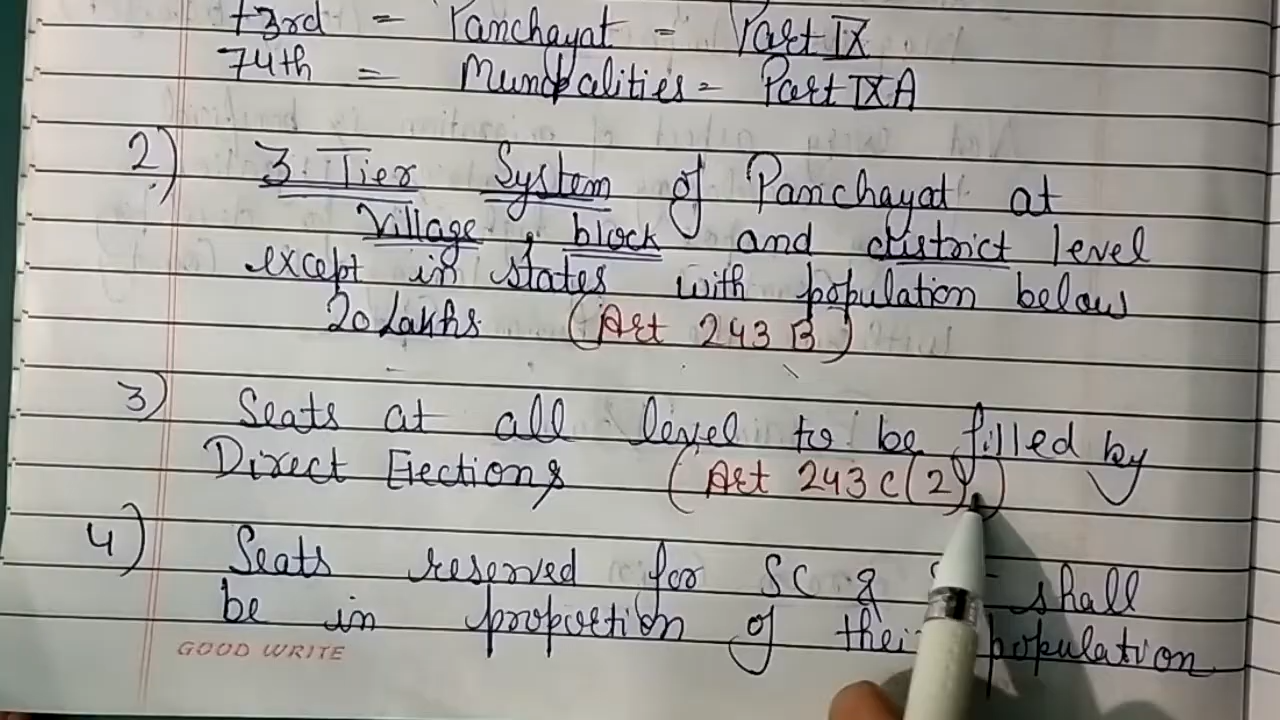 73rd = Panchayat - Part IX
74th = Muncipalities = Part IXA
2) 3 Tier System of Panchayat at
Village, block and district level
except in states with population below
20 Lakhs (Art 243 B)
3) Seats at all level to be filled by
Direct Elections (Art 243 C(2))
4) Seats reserved for SC & shall
be in proportion of their population
GOOD WRITE